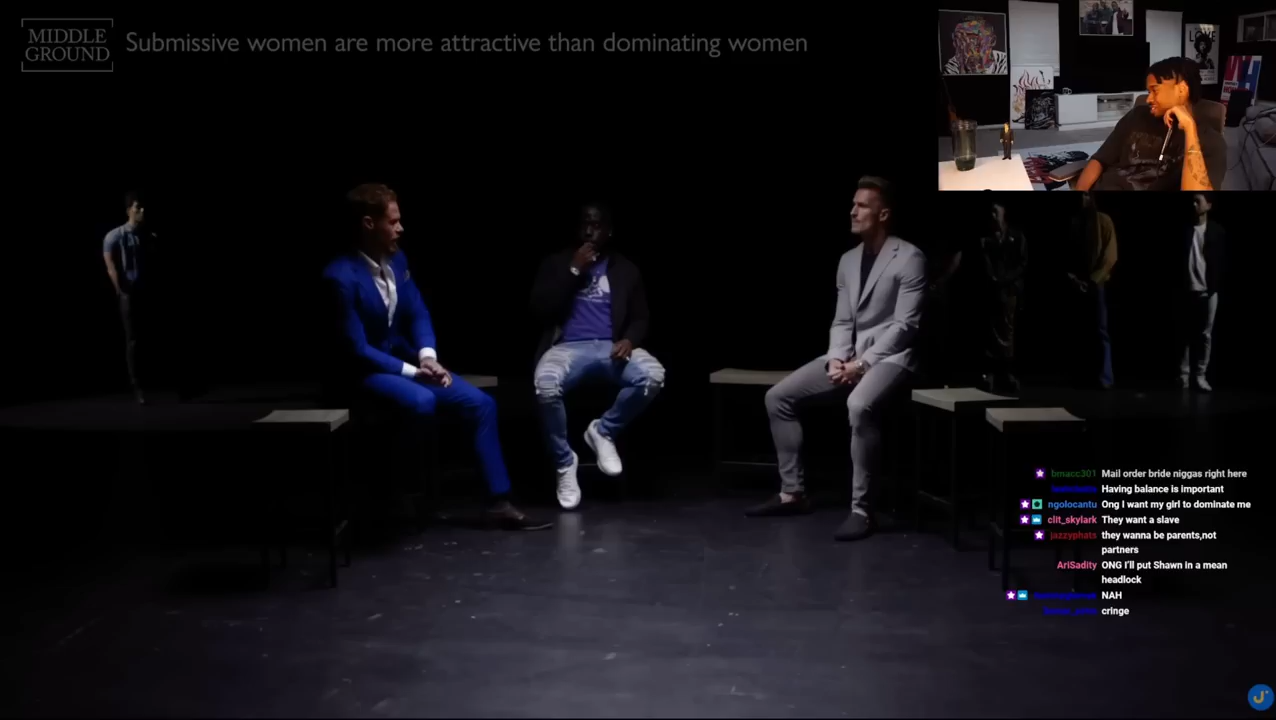 MIDDLE
GROUND
Submissive women are more attractive than dominating women
LOVE
bmacc301 Mail order bride niggas right here
Having balance is important
ngolocantu Ong I want my girl to dominate me
clit_skylark They want a slave
jazzyphats they wanna be parents,not
partners
AriSadity ONG I'll put Shawn in a mean
headlock
NAH
cringe